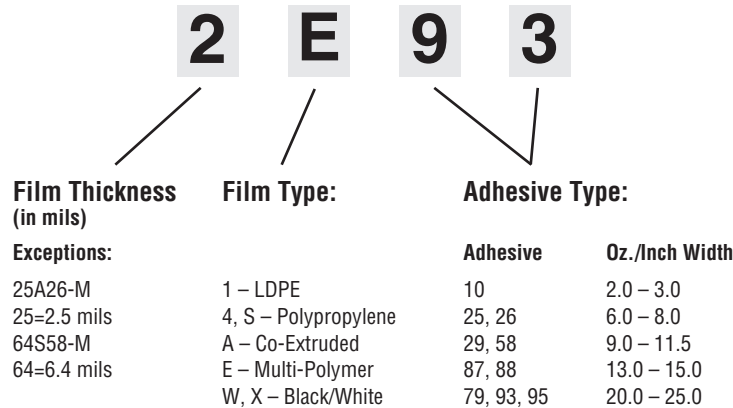 2 E 9 3
Film Thickness
(in mils)
Exceptions:
25A26-M
25=2.5 mils
64S58-M
64=6.4 mils
Film Type:
1 – LDPE
4, S – Polypropylene
A – Co-Extruded
E – Multi-Polymer
W, X – Black/White
Adhesive Type:
Adhesive Oz./Inch Width
10 2.0 – 3.0
25, 26 6.0 – 8.0
29, 58 9.0 – 11.5
87, 88 13.0 – 15.0
79, 93, 95 20.0 – 25.0